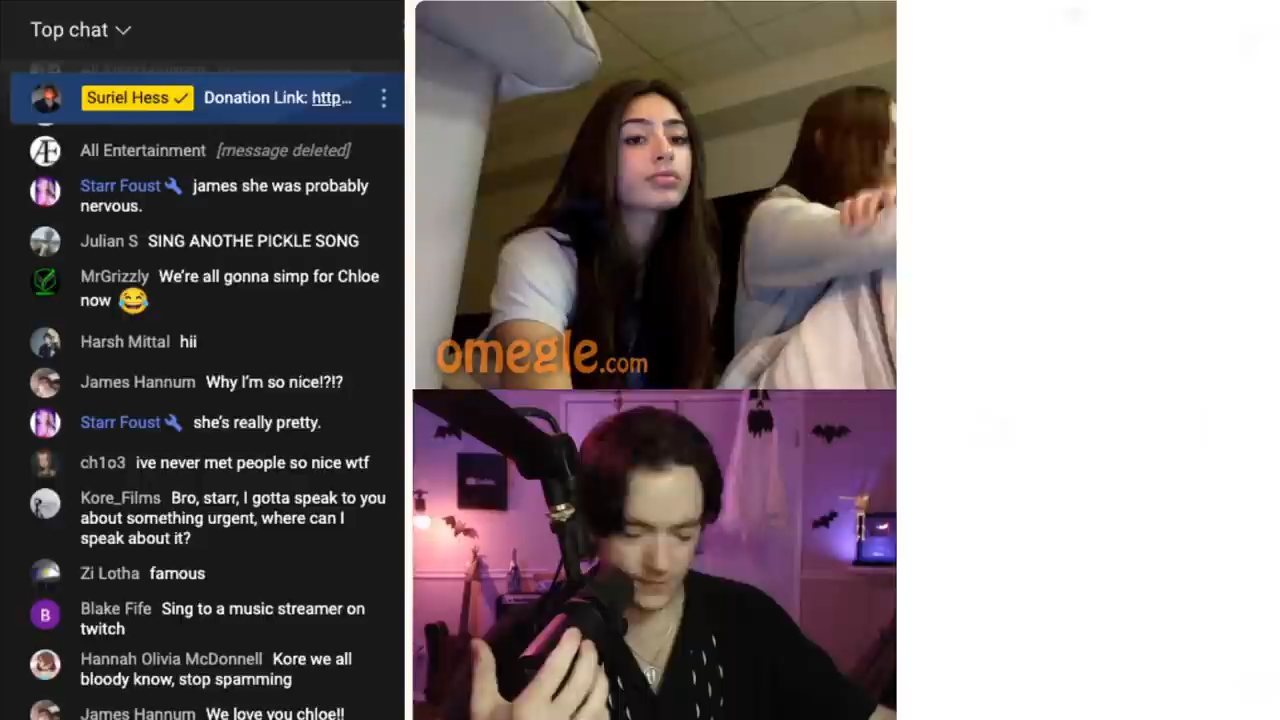 Top chat
Suriel Hess Donation Link: http...
All Entertainment [message deleted]
Starr Foust james she was probably
nervous.
Julian S SING ANOTHE PICKLE SONG
MrGrizzly We're all gonna simp for Chloe
now 😂
Harsh Mittal hii
James Hannum Why I'm so nice!?!?
Starr Foust she's really pretty.
ch1o3 ive never met people so nice wtf
Kore_Films Bro, starr, I gotta speak to you
about something urgent, where can I
speak about it?
Zi Lotha famous
B
Blake Fife Sing to a music streamer on
twitch
Hannah Olivia McDonnell Kore we all
bloody know, stop spamming
James Hannum We love you chloe!!
omegle.com